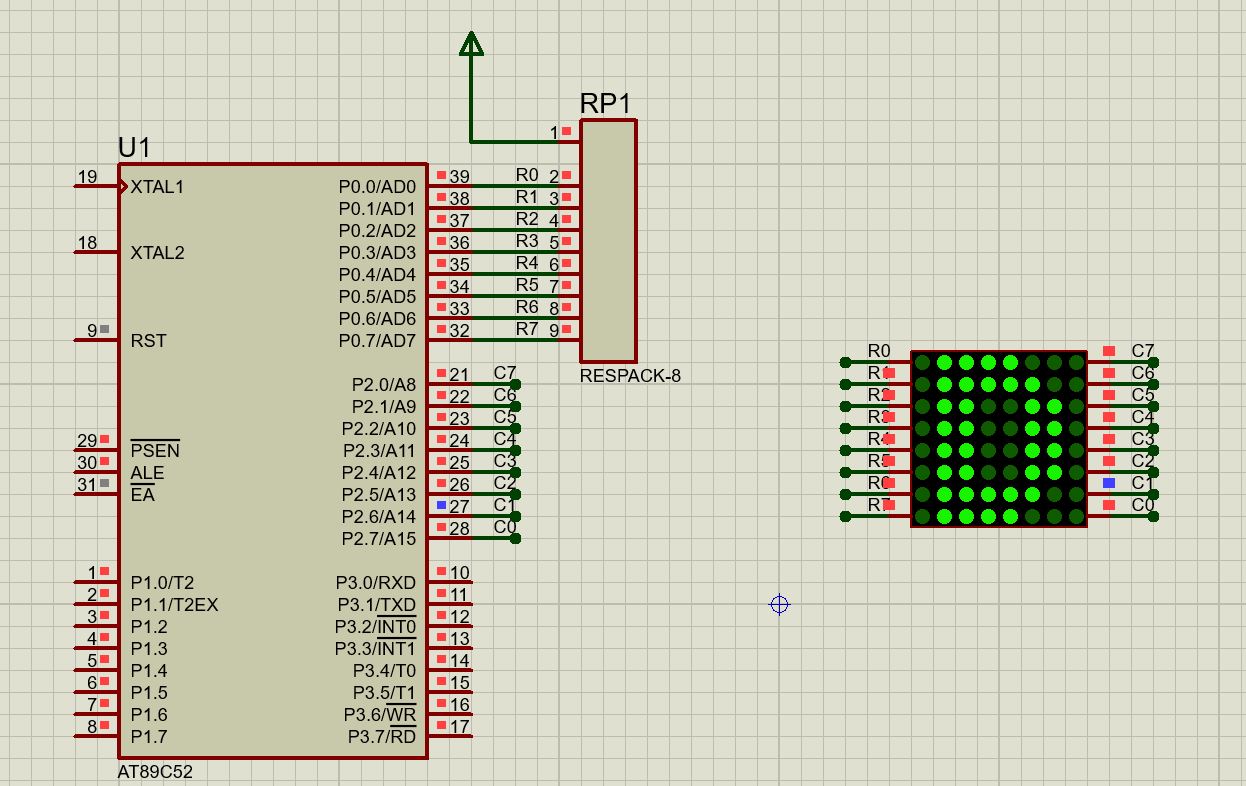 RP1
1
U1
19 XTAL1 P0.0/AD0 39 R0 2
P0.1/AD1 38 R1 3
P0.2/AD2 37 R2 4
18 XTAL2 P0.3/AD3 36 R3 5
P0.4/AD4 35 R4 6
P0.5/AD5 34 R5 7
P0.6/AD6 33 R6 8
9 RST P0.7/AD7 32 R7 9
RESPACK-8
P2.0/A8 21 C7
P2.1/A9 22 C6
P2.2/A10 23 C5
29 PSEN P2.3/A11 24 C4
30 ALE P2.4/A12 25 C3
31 EA P2.5/A13 26 C2
P2.6/A14 27 C1
P2.7/A15 28 C0
1 P1.0/T2 P3.0/RXD 10
2 P1.1/T2EX P3.1/TXD 11
3 P1.2 P3.2/INT0 12
4 P1.3 P3.3/INT1 13
5 P1.4 P3.4/T0 14
6 P1.5 P3.5/T1 15
7 P1.6 P3.6/WR 16
8 P1.7 P3.7/RD 17
AT89C52
R0 C7
R1 C6
R2 C5
R3 C4
R4 C3
R5 C2
R6 C1
R7 C0